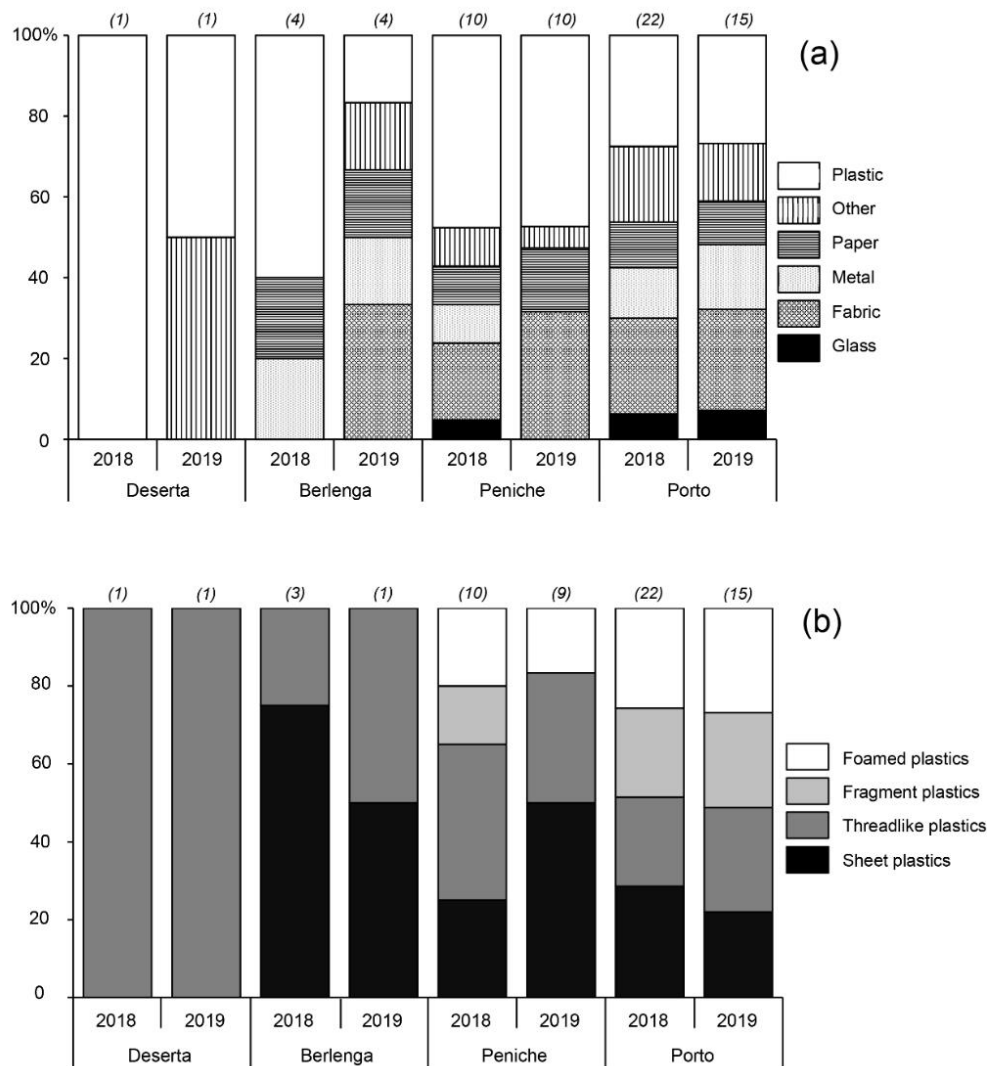 (1) (1) (4) (4) (10) (10) (22) (15)
100%
(a)
80
60
40
20
0
Plastic
Other
Paper
Metal
Fabric
Glass
2018 2019 2018 2019 2018 2019 2018 2019
Deserta Berlenga Peniche Porto
(1) (1) (3) (1) (10) (9) (22) (15)
100%
(b)
80
60
40
20
0
Foamed plastics
Fragment plastics
Threadlike plastics
Sheet plastics
2018 2019 2018 2019 2018 2019 2018 2019
Deserta Berlenga Peniche Porto